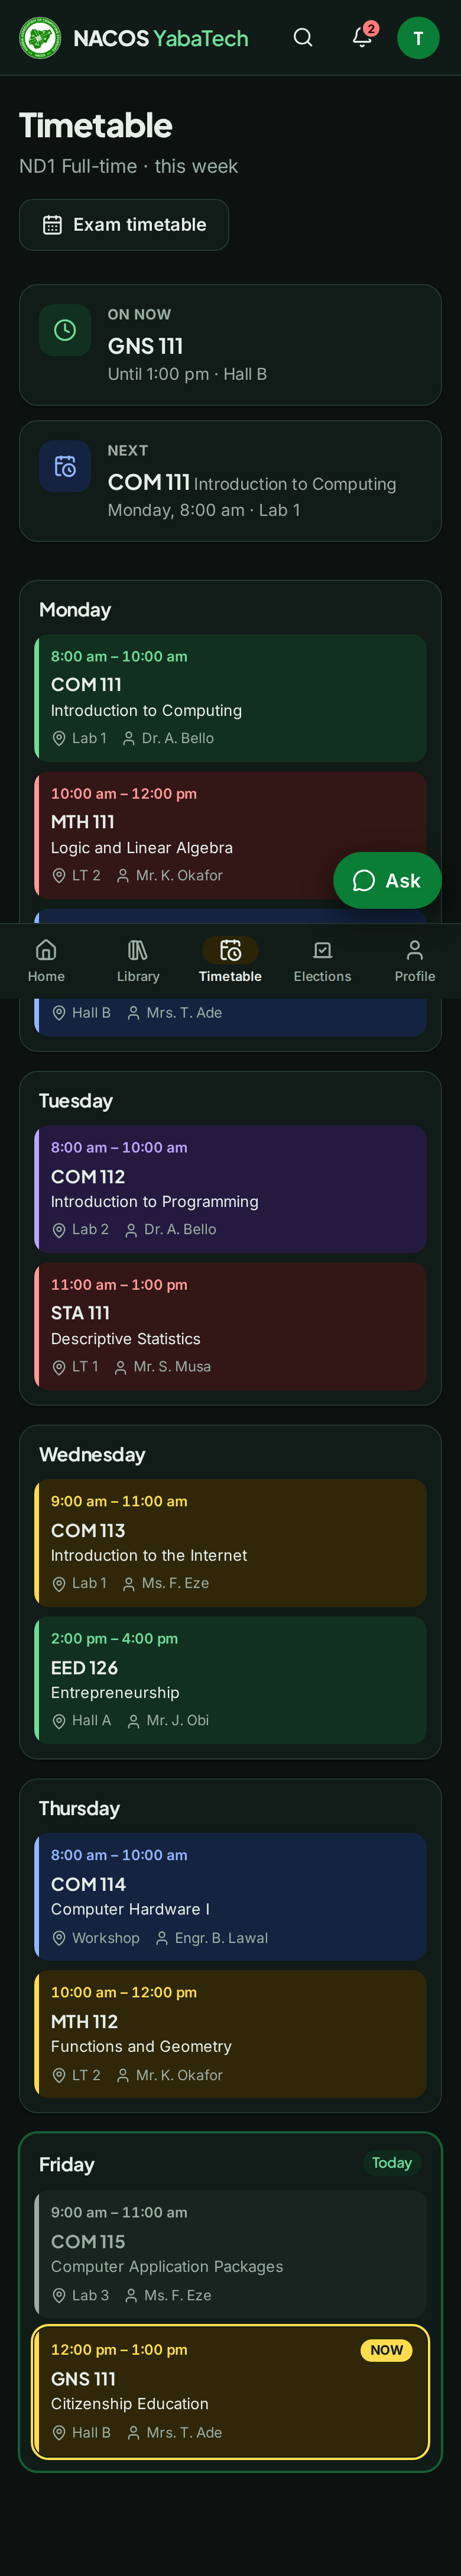 NACOS YabaTech
2
T
Timetable
ND1 Full-time · this week
Exam timetable
ON NOW
GNS 111
Until 1:00 pm · Hall B
NEXT
COM 111 Introduction to Computing
Monday, 8:00 am · Lab 1
Monday
8:00 am – 10:00 am
COM 111
Introduction to Computing
Lab 1 Dr. A. Bello
10:00 am – 12:00 pm
MTH 111
Logic and Linear Algebra
LT 2 Mr. K. Okafor
Ask
Home Library Timetable Elections Profile
Hall B Mrs. T. Ade
Tuesday
8:00 am – 10:00 am
COM 112
Introduction to Programming
Lab 2 Dr. A. Bello
11:00 am – 1:00 pm
STA 111
Descriptive Statistics
LT 1 Mr. S. Musa
Wednesday
9:00 am – 11:00 am
COM 113
Introduction to the Internet
Lab 1 Ms. F. Eze
2:00 pm – 4:00 pm
EED 126
Entrepreneurship
Hall A Mr. J. Obi
Thursday
8:00 am – 10:00 am
COM 114
Computer Hardware I
Workshop Engr. B. Lawal
10:00 am – 12:00 pm
MTH 112
Functions and Geometry
LT 2 Mr. K. Okafor
Friday Today
9:00 am – 11:00 am
COM 115
Computer Application Packages
Lab 3 Ms. F. Eze
12:00 pm – 1:00 pm NOW
GNS 111
Citizenship Education
Hall B Mrs. T. Ade